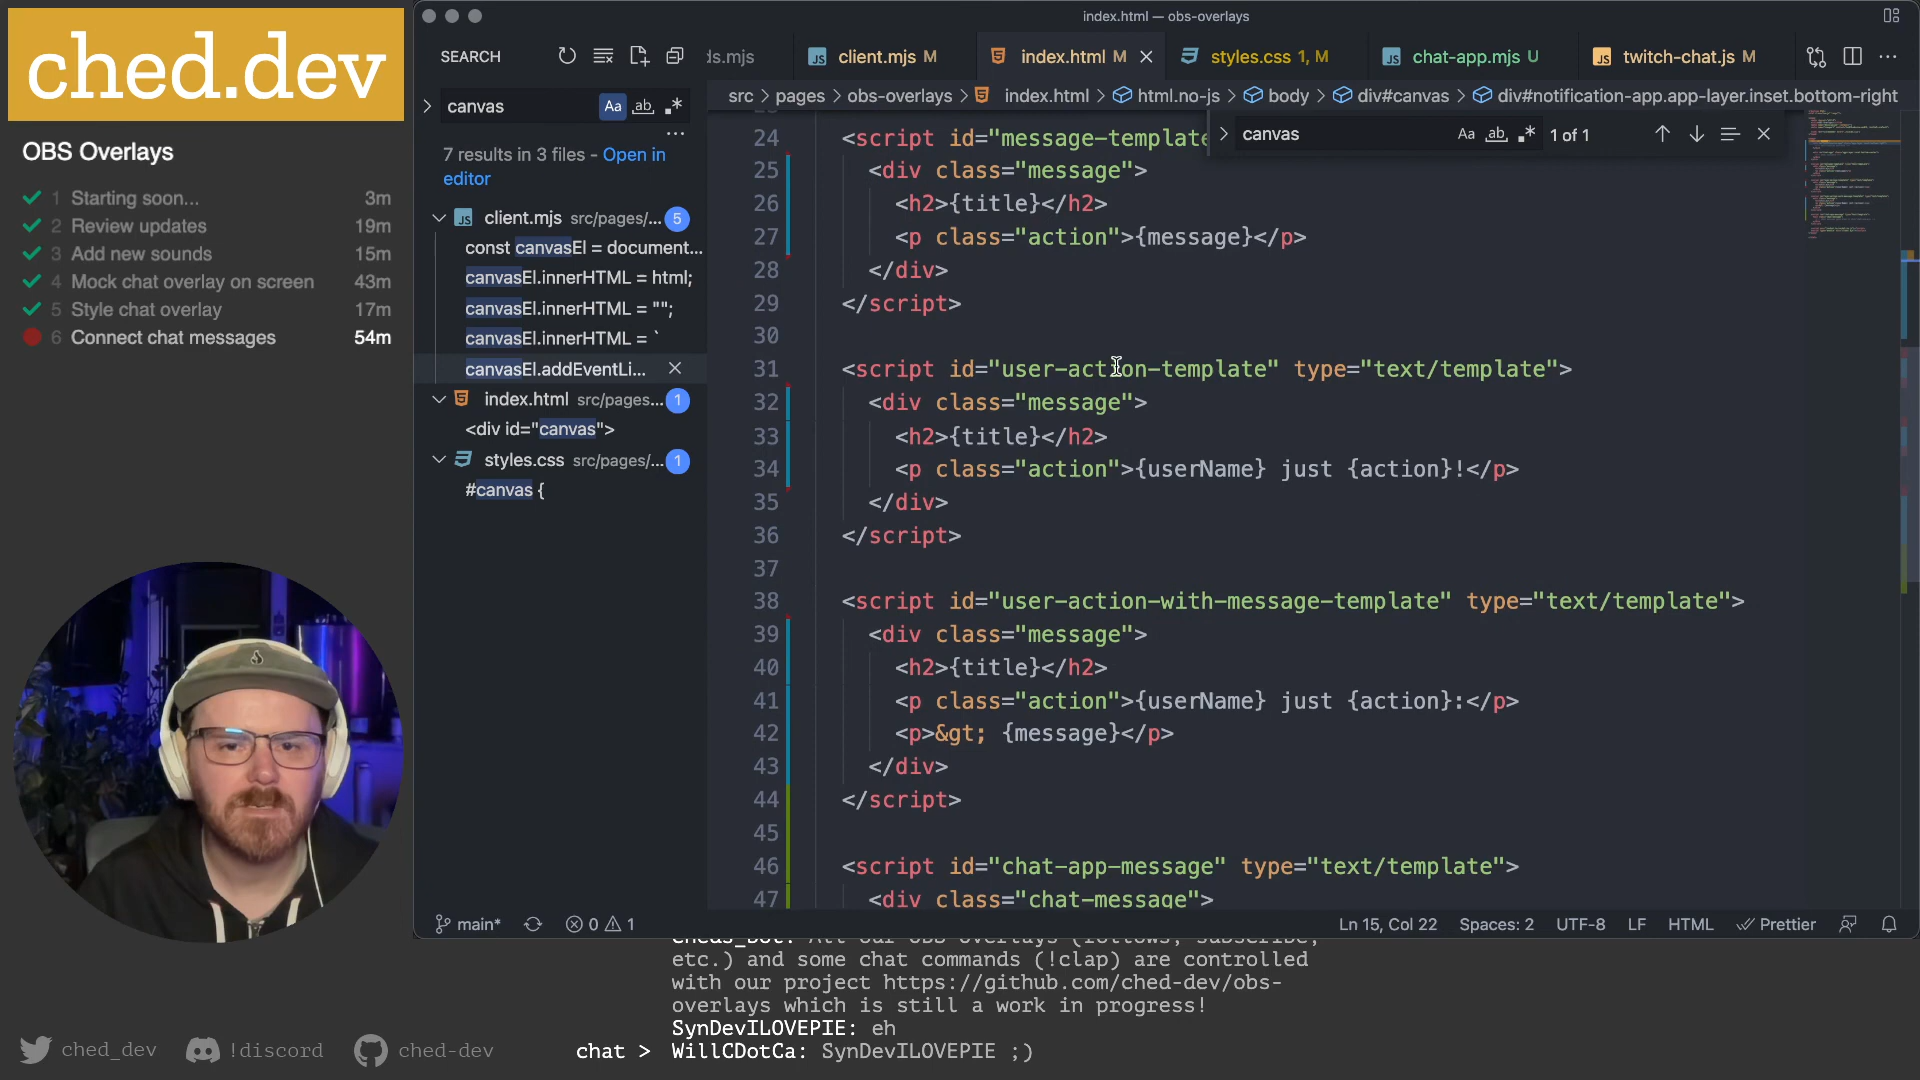 ched.dev
OBS Overlays
1 Starting soon... 3m
2 Review updates 19m
3 Add new sounds 15m
4 Mock chat overlay on screen 43m
5 Style chat overlay 17m
6 Connect chat messages 54m
index.html — obs-overlays
SEARCH
ds.mjs
client.mjs M
index.html M
styles.css 1, M
chat-app.mjs U
twitch-chat.js M
canvas
Aa ab
7 results in 3 files - Open in
editor
client.mjs src/pages/... 5
const canvasEl = document...
canvasEl.innerHTML = html;
canvasEl.innerHTML = "";
canvasEl.innerHTML = `
canvasEl.addEventLi...
index.html src/pages... 1
<div id="canvas">
styles.css src/pages/... 1
#canvas {
src > pages > obs-overlays > index.html > html.no-js > body > div#canvas > div#notification-app.app-layer.inset.bottom-right
canvas Aa ab 1 of 1
24 <script id="message-template
25 <div class="message">
26 <h2>{title}</h2>
27 <p class="action">{message}</p>
28 </div>
29 </script>
30
31 <script id="user-action-template" type="text/template">
32 <div class="message">
33 <h2>{title}</h2>
34 <p class="action">{userName} just {action}!</p>
35 </div>
36 </script>
37
38 <script id="user-action-with-message-template" type="text/template">
39 <div class="message">
40 <h2>{title}</h2>
41 <p class="action">{userName} just {action}:</p>
42 <p>&gt; {message}</p>
43 </div>
44 </script>
45
46 <script id="chat-app-message" type="text/template">
47 <div class="chat-message">
main* 0 1
Ln 15, Col 22 Spaces: 2 UTF-8 LF HTML Prettier
Cheds_Bot: All our OBS overlays (follows, subscribe,
etc.) and some chat commands (!clap) are controlled
with our project https://github.com/ched-dev/obs-
overlays which is still a work in progress!
SynDevILOVEPIE: eh
chat > WillCDotCa: SynDevILOVEPIE ;)
ched_dev !discord ched-dev